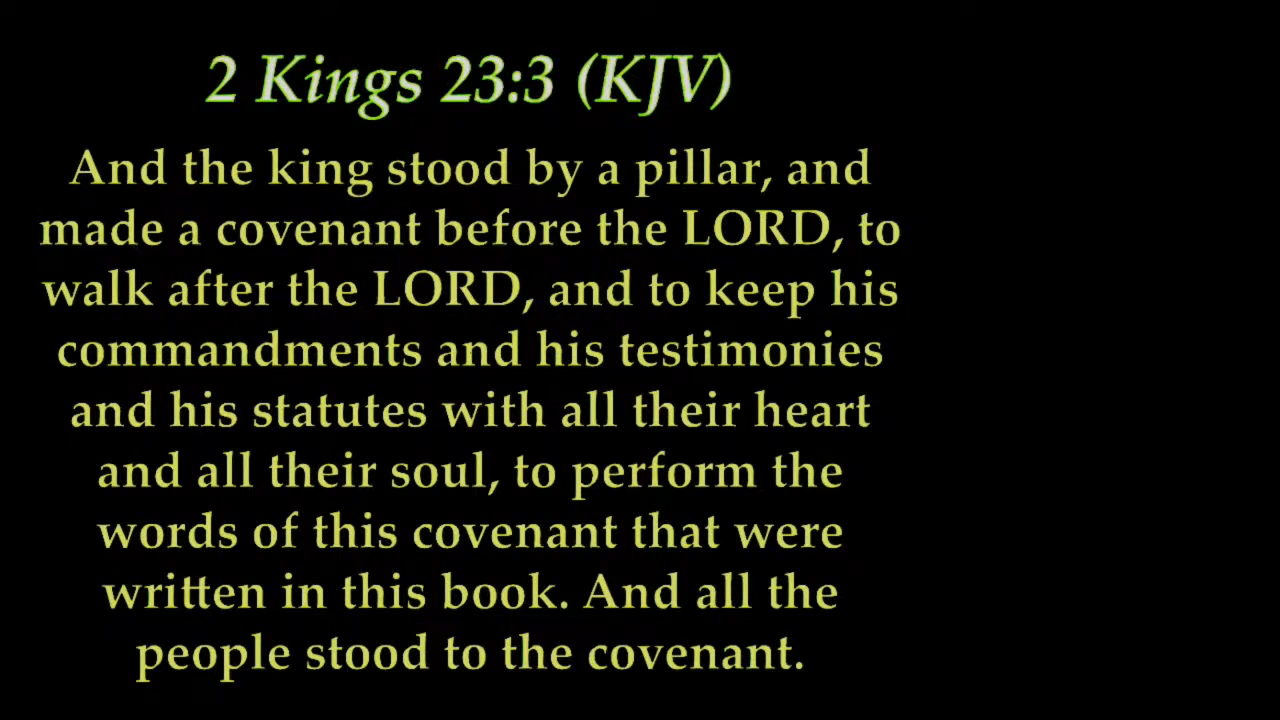 2 Kings 23:3 (KJV)
And the king stood by a pillar, and
made a covenant before the LORD, to
walk after the LORD, and to keep his
commandments and his testimonies
and his statutes with all their heart
and all their soul, to perform the
words of this covenant that were
written in this book. And all the
people stood to the covenant.